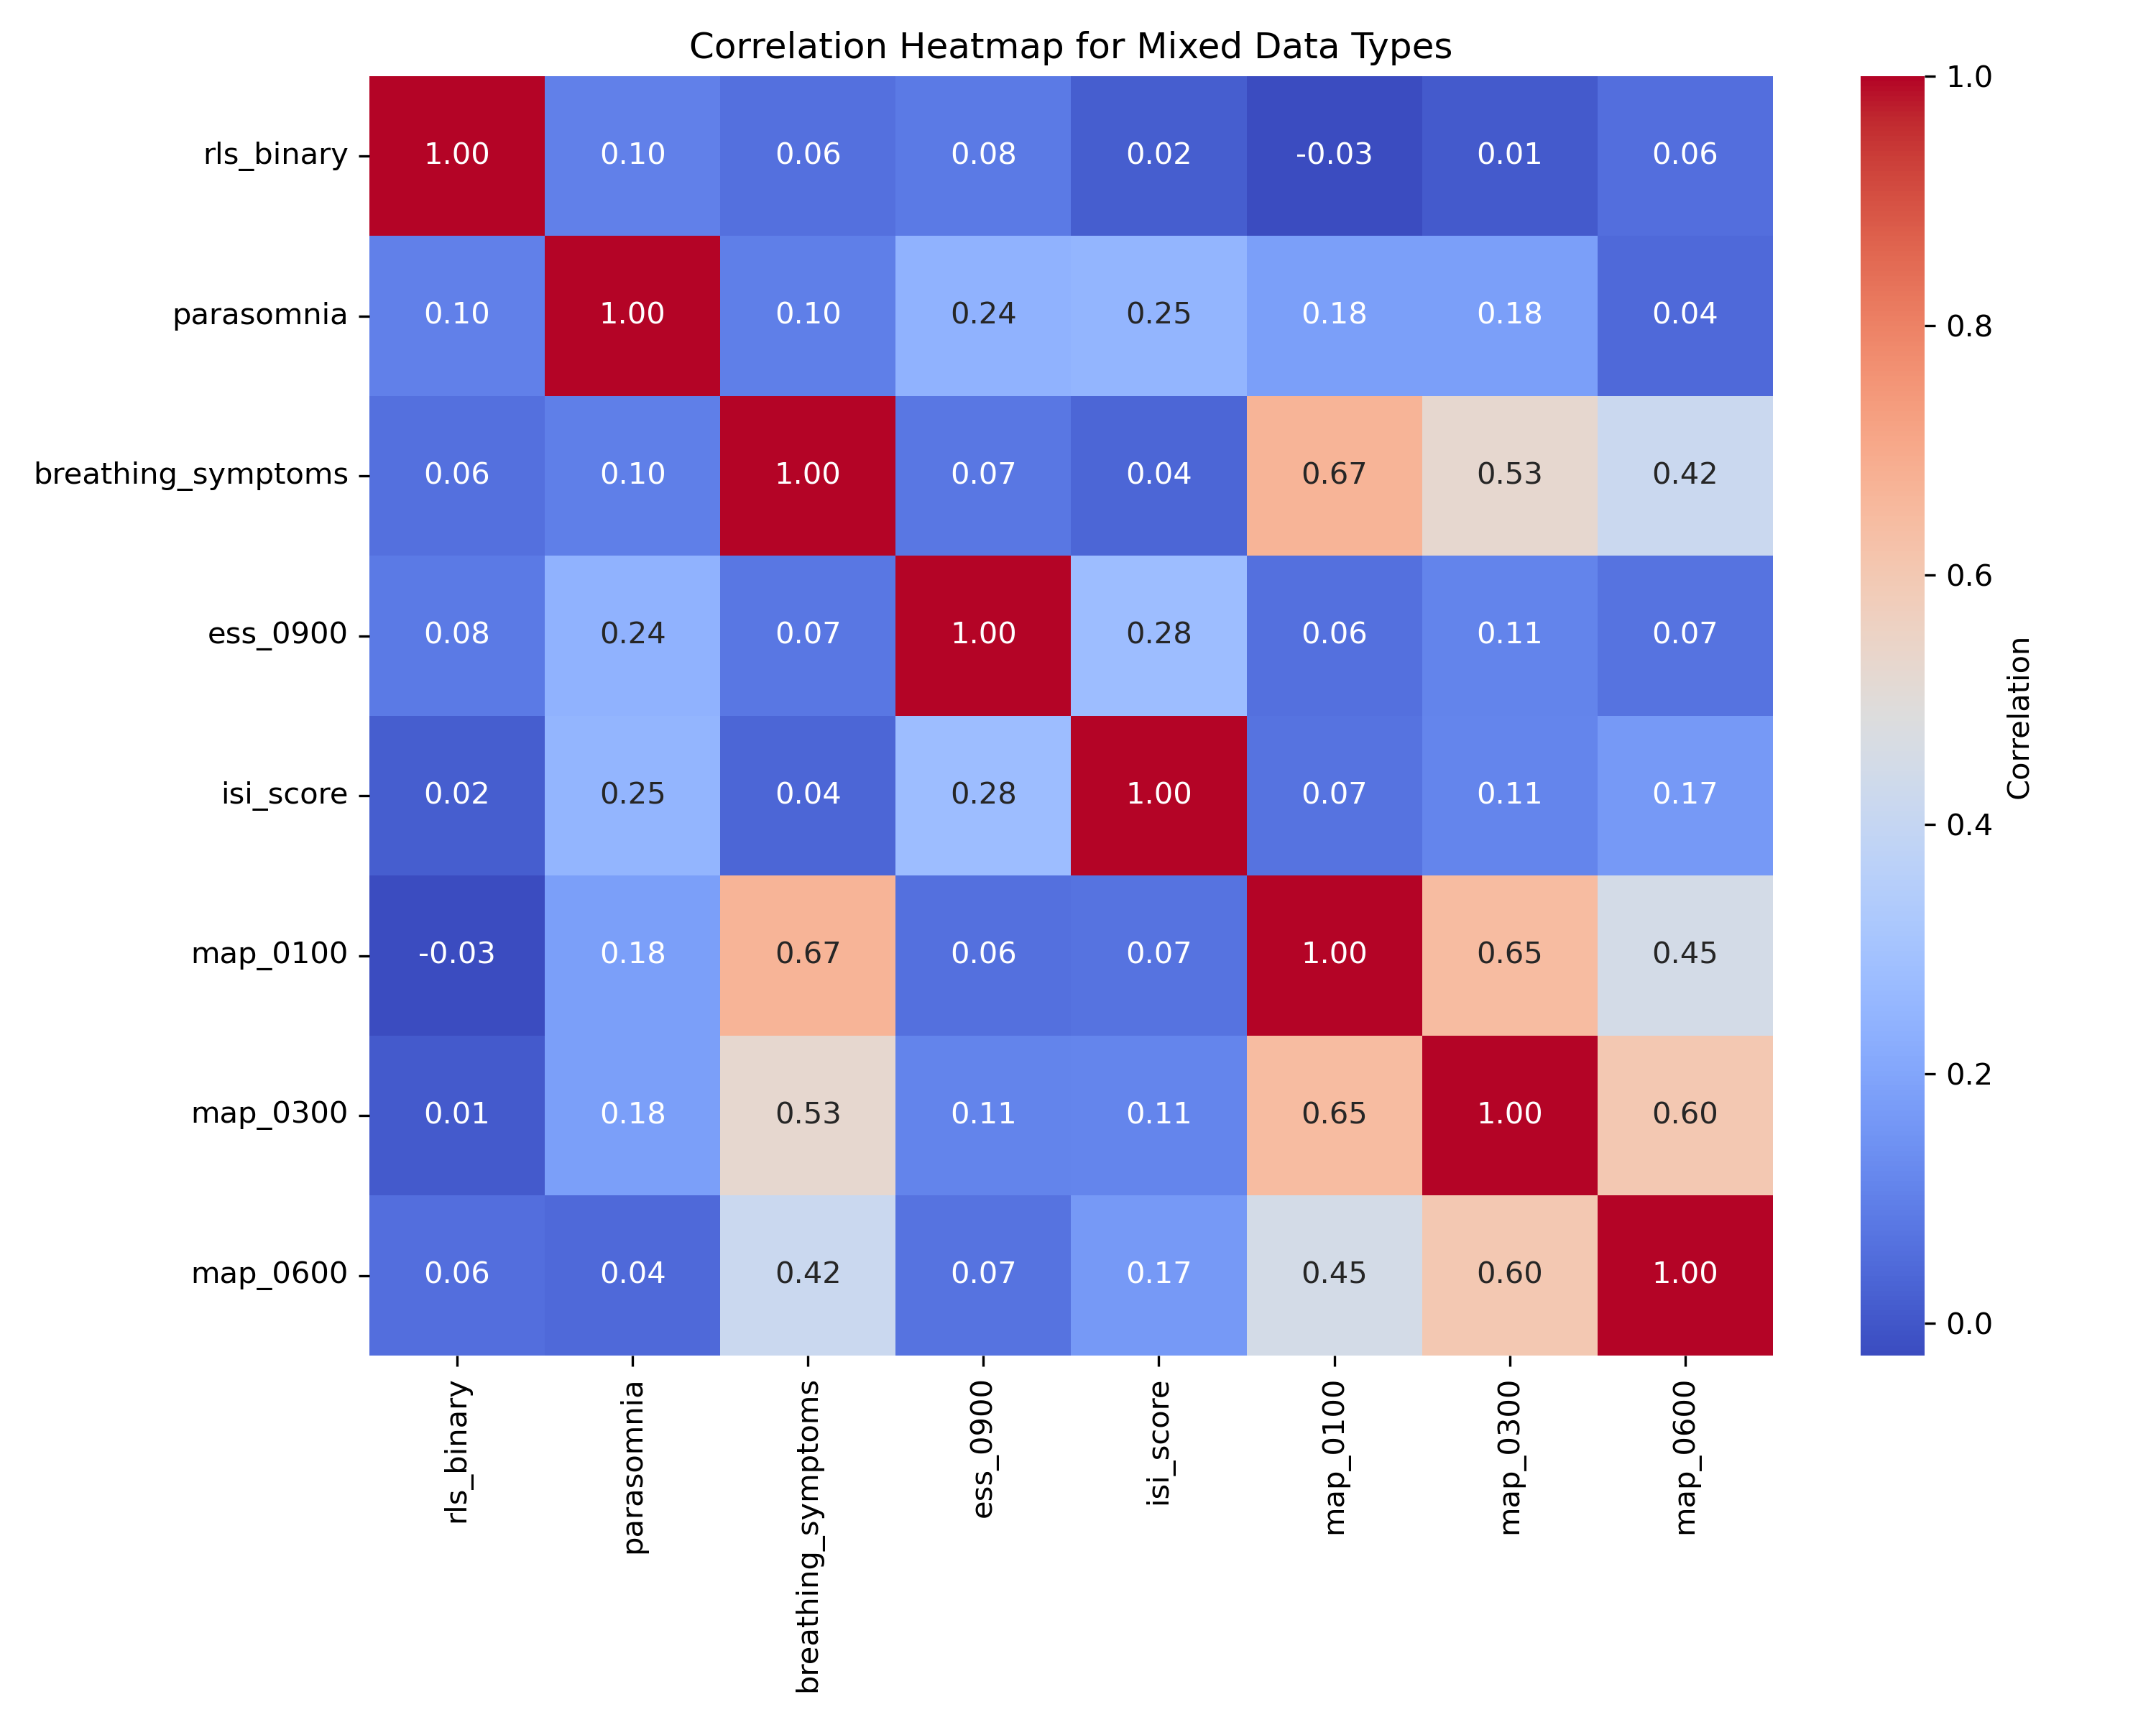 Correlation Heatmap for Mixed Data Types
rls_binary 1.00 0.10 0.06 0.08 0.02 -0.03 0.01 0.06
parasomnia 0.10 1.00 0.10 0.24 0.25 0.18 0.18 0.04
breathing_symptoms 0.06 0.10 1.00 0.07 0.04 0.67 0.53 0.42
ess_0900 0.08 0.24 0.07 1.00 0.28 0.06 0.11 0.07
isi_score 0.02 0.25 0.04 0.28 1.00 0.07 0.11 0.17
map_0100 -0.03 0.18 0.67 0.06 0.07 1.00 0.65 0.45
map_0300 0.01 0.18 0.53 0.11 0.11 0.65 1.00 0.60
map_0600 0.06 0.04 0.42 0.07 0.17 0.45 0.60 1.00
rls_binary
parasomnia
breathing_symptoms
ess_0900
isi_score
map_0100
map_0300
map_0600
1.0
0.8
0.6
0.4
0.2
0.0
Correlation